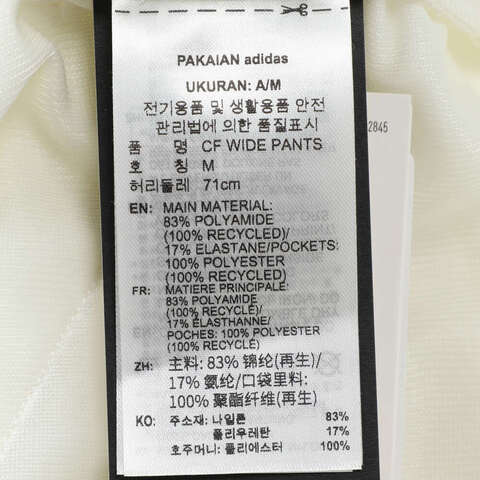 PAKAIAN adidas
UKURAN: A/M
전기용품 및 생활용품 안전
관리법에 의한 품질표시
품 명 CF WIDE PANTS
호 칭 M
허리둘레 71cm
EN: MAIN MATERIAL:
83% POLYAMIDE
(100% RECYCLED)/
17% ELASTANE/POCKETS:
100% POLYESTER
(100% RECYCLED)
FR: MATIERE PRINCIPALE:
83% POLYAMIDE
(100% RECYCLÉ)/
17% ÉLASTHANNE/
POCHES: 100% POLYESTER
(100% RECYCLÉ)
ZH: 主料: 83% 锦纶(再生)/
17% 氨纶/口袋里料:
100% 聚酯纤维(再生)
KO: 주소재: 나일론 83%
폴리우레탄 17%
호주머니: 폴리에스터 100%
2845